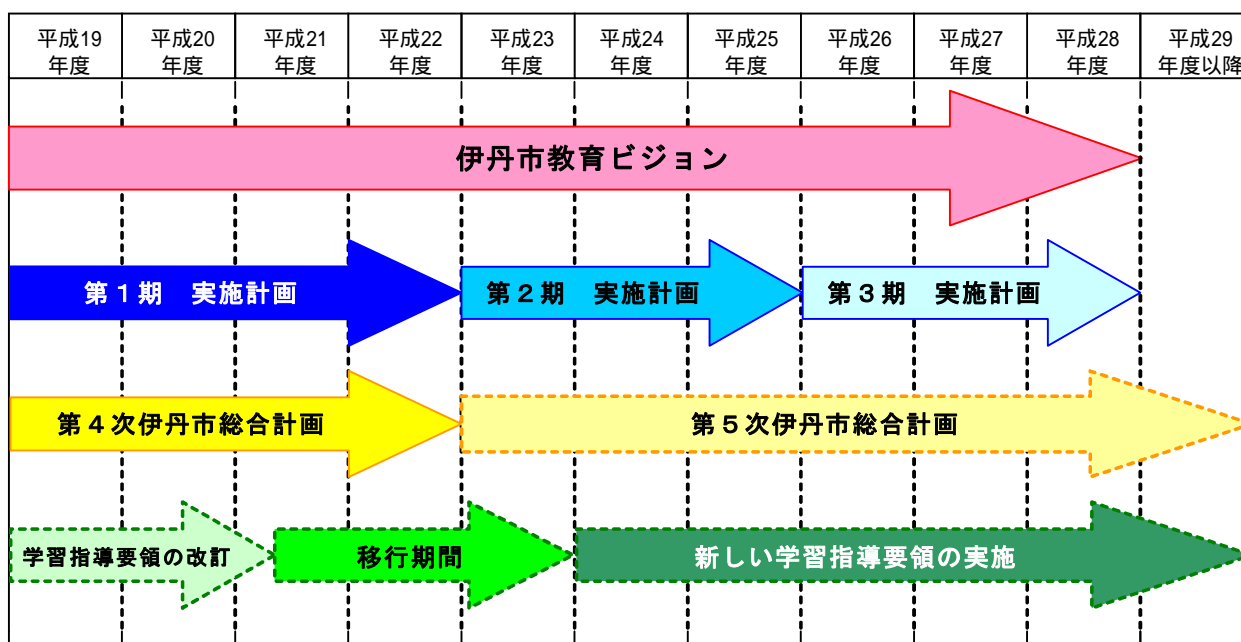 平成19
年度
平成20
年度
平成21
年度
平成22
年度
平成23
年度
平成24
年度
平成25
年度
平成26
年度
平成27
年度
平成28
年度
平成29
年度以降
伊丹市教育ビジョン
第１期　実施計画
第２期　実施計画
第３期　実施計画
第４次伊丹市総合計画
第５次伊丹市総合計画
学習指導要領の改訂
移行期間
新しい学習指導要領の実施